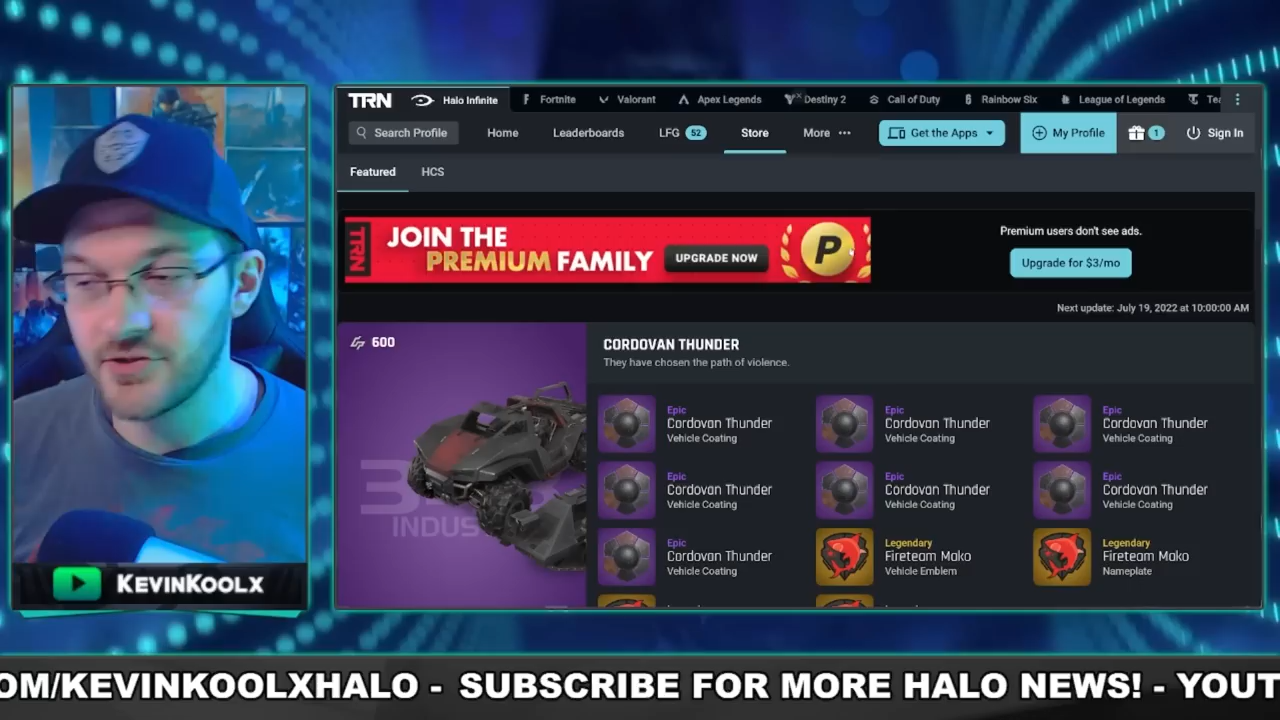 TRN
Halo Infinite
Fortnite
Valorant
Apex Legends
Destiny 2
Call of Duty
Rainbow Six
League of Legends
Search Profile
Home
Leaderboards
LFG 52
Store
More
Get the Apps
My Profile
1
Sign In
Featured
HCS
TRN
JOIN THE
PREMIUM FAMILY
UPGRADE NOW
P
Premium users don't see ads.
Upgrade for $3/mo
Next update: July 19, 2022 at 10:00:00 AM
600
CORDOVAN THUNDER
They have chosen the path of violence.
Epic
Cordovan Thunder
Vehicle Coating
Epic
Cordovan Thunder
Vehicle Coating
Epic
Cordovan Thunder
Vehicle Coating
Epic
Cordovan Thunder
Vehicle Coating
Epic
Cordovan Thunder
Vehicle Coating
Epic
Cordovan Thunder
Vehicle Coating
Epic
Cordovan Thunder
Vehicle Coating
Legendary
Fireteam Mako
Vehicle Emblem
Legendary
Fireteam Mako
Nameplate
KEVINKOOLX
OM/KEVINKOOLXHALO - SUBSCRIBE FOR MORE HALO NEWS! - YOUT